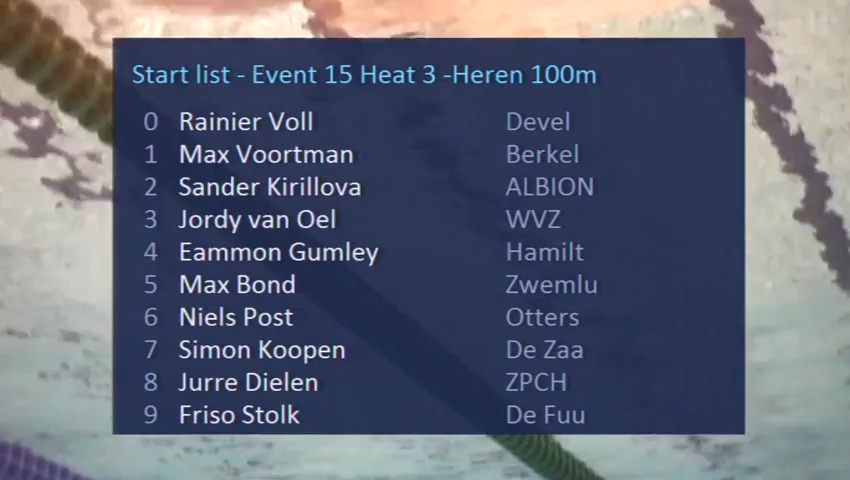 Start list - Event 15 Heat 3 -Heren 100m
0 Rainier Voll Devel
1 Max Voortman Berkel
2 Sander Kirillova ALBION
3 Jordy van Oel WVZ
4 Eammon Gumley Hamilt
5 Max Bond Zwemlu
6 Niels Post Otters
7 Simon Koopen De Zaa
8 Jurre Dielen ZPCH
9 Friso Stolk De Fuu